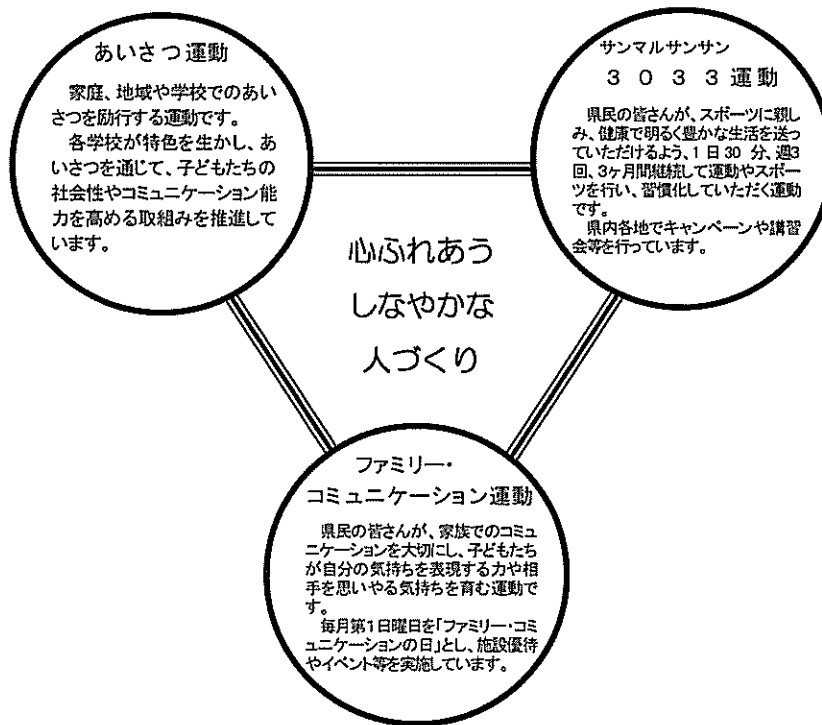 あいさつ運動
家庭、地域や学校でのあい
さつを励行する運動です。
各学校が特色を生かし、あ
いさつを通じて、子どもたちの
社会性やコミュニケーション能
力を高める取組みを推進して
います。
サンマルサンサン
3033運動
県民の皆さんが、スポーツに親し
み、健康で明るく豊かな生活を送っ
ていただけるよう、1日30分、週3
回、3ヶ月間継続して運動やスポー
ツを行い、習慣化していただく運動
です。
県内各地でキャンペーンや講習
会等を行っています。
心ふれあう
しなやかな
人づくり
ファミリー・
コミュニケーション運動
県民の皆さんが、家族でのコミュ
ニケーションを大切にし、子どもたち
が自分の気持ちを表現する力や相
手を思いやる気持ちを育む運動で
す。
毎月第1日曜日を「ファミリー・コミ
ュニケーションの日」とし、施設優待
やイベント等を実施しています。